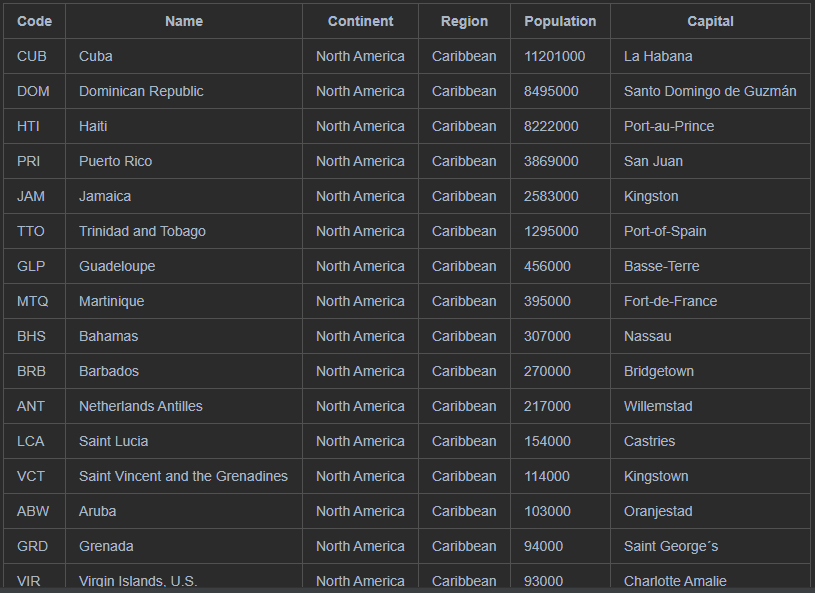 Code Name Continent Region Population Capital
CUB Cuba North America Caribbean 11201000 La Habana
DOM Dominican Republic North America Caribbean 8495000 Santo Domingo de Guzmán
HTI Haiti North America Caribbean 8222000 Port-au-Prince
PRI Puerto Rico North America Caribbean 3869000 San Juan
JAM Jamaica North America Caribbean 2583000 Kingston
TTO Trinidad and Tobago North America Caribbean 1295000 Port-of-Spain
GLP Guadeloupe North America Caribbean 456000 Basse-Terre
MTQ Martinique North America Caribbean 395000 Fort-de-France
BHS Bahamas North America Caribbean 307000 Nassau
BRB Barbados North America Caribbean 270000 Bridgetown
ANT Netherlands Antilles North America Caribbean 217000 Willemstad
LCA Saint Lucia North America Caribbean 154000 Castries
VCT Saint Vincent and the Grenadines North America Caribbean 114000 Kingstown
ABW Aruba North America Caribbean 103000 Oranjestad
GRD Grenada North America Caribbean 94000 Saint George´s
VIR Virgin Islands, U.S. North America Caribbean 93000 Charlotte Amalie